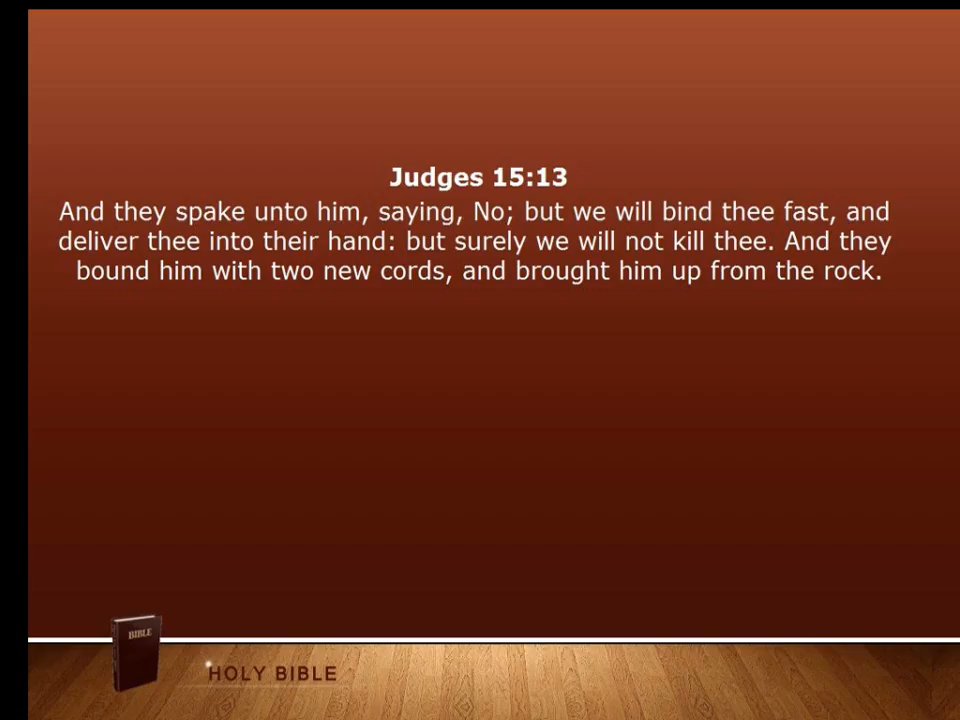 Judges 15:13
And they spake unto him, saying, No; but we will bind thee fast, and
deliver thee into their hand: but surely we will not kill thee. And they
bound him with two new cords, and brought him up from the rock.
BIBLE
HOLY BIBLE